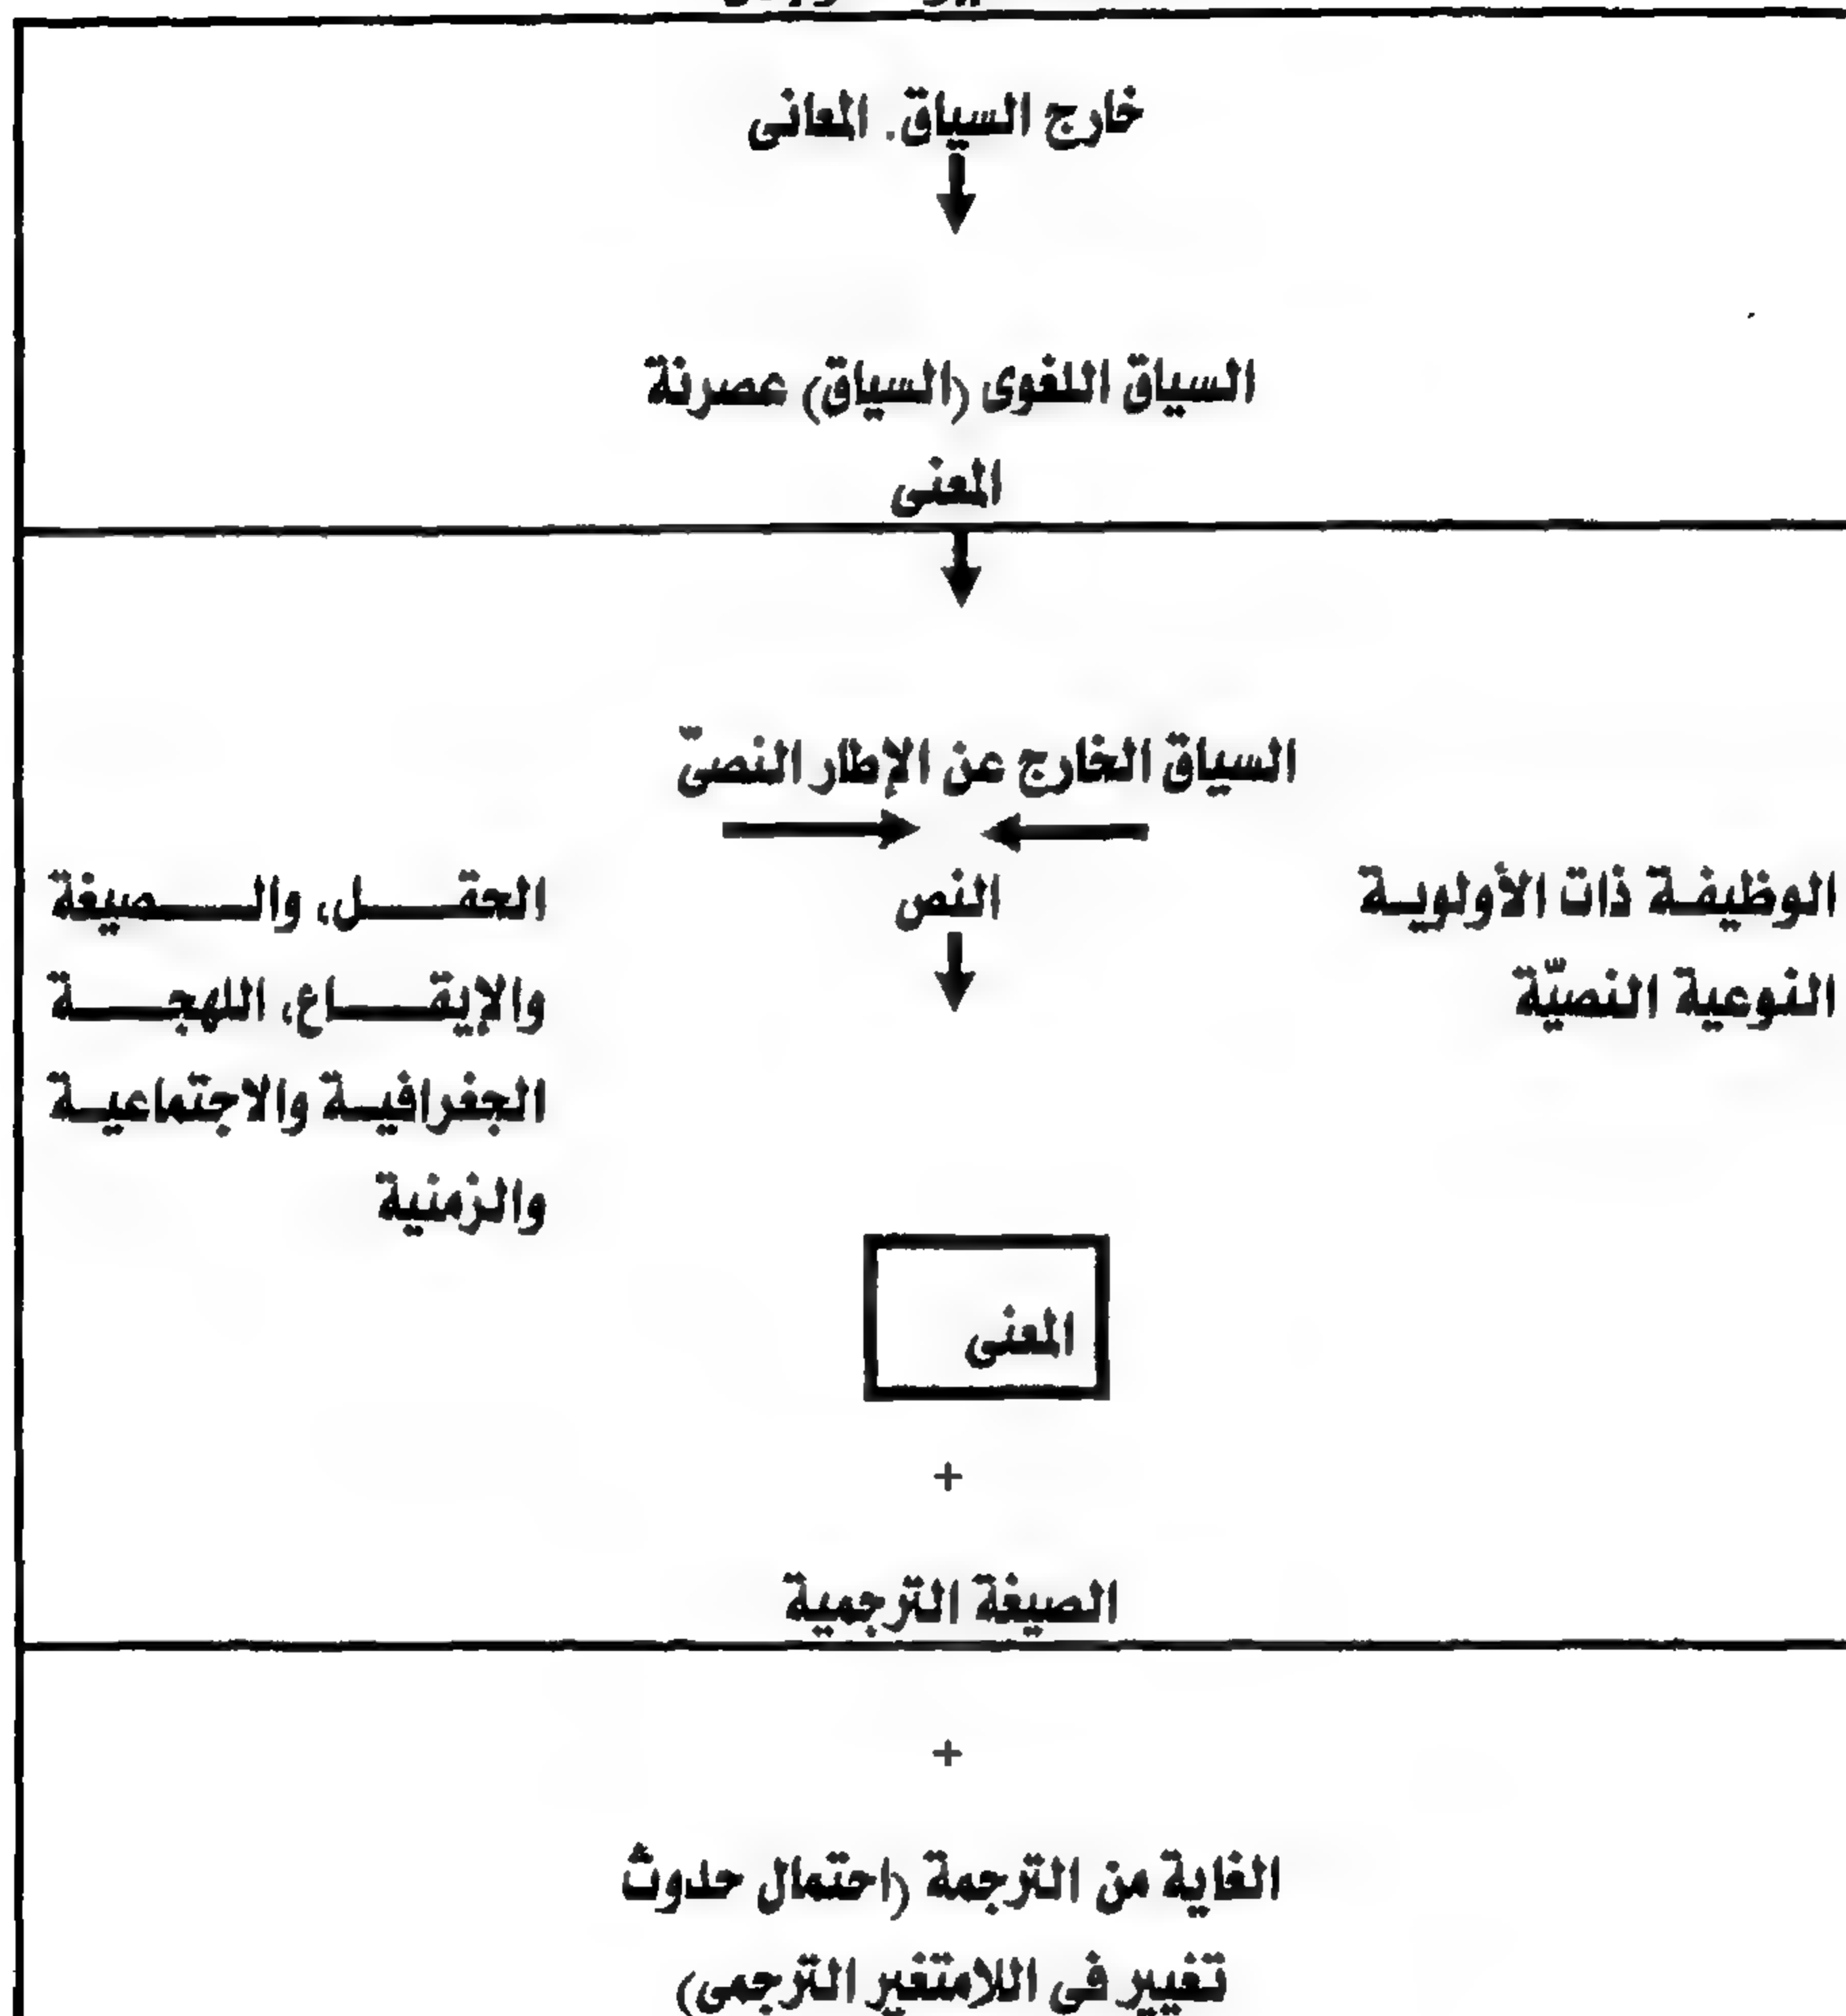 خارج السياق. المعانى
السياق اللغوى (السياق) عصرنة
المعنى
السياق الخارج عن الإطار النصىّ
الوظيفة ذات الأولوية
النوعية النصيّة
النص
الحقل، والصيغة
والإيقاع، اللهجة
الجغرافية والاجتماعية
والزمنية
المعنى
+
الصيغة الترجمية
+
الغاية من الترجمة (احتمال حدوث
تغيير فى اللامتغير الترجمى)